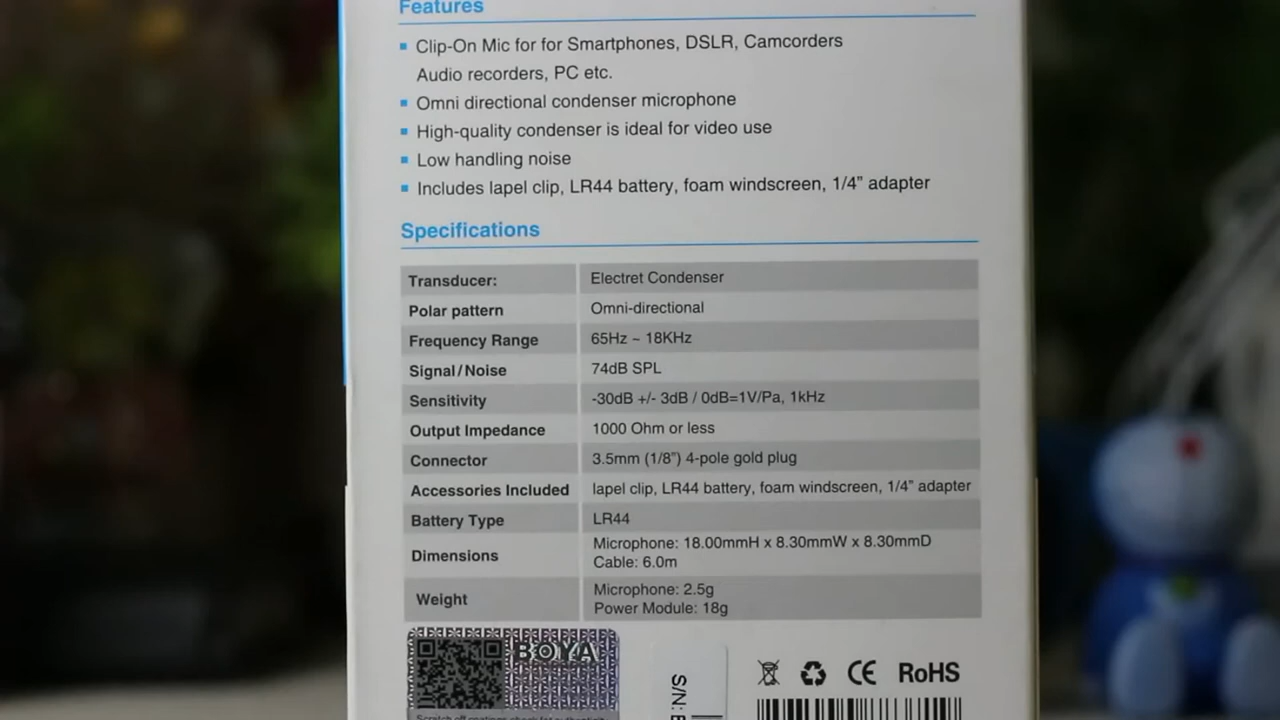 Features
Clip-On Mic for for Smartphones, DSLR, Camcorders
Audio recorders, PC etc.
Omni directional condenser microphone
High-quality condenser is ideal for video use
Low handling noise
Includes lapel clip, LR44 battery, foam windscreen, 1/4” adapter
Specifications
Transducer: Electret Condenser
Polar pattern Omni-directional
Frequency Range 65Hz ~ 18KHz
Signal/Noise 74dB SPL
Sensitivity -30dB +/- 3dB / 0dB=1V/Pa, 1kHz
Output Impedance 1000 Ohm or less
Connector 3.5mm (1/8”) 4-pole gold plug
Accessories Included lapel clip, LR44 battery, foam windscreen, 1/4” adapter
Battery Type LR44
Dimensions Microphone: 18.00mmH x 8.30mmW x 8.30mmD
Cable: 6.0m
Weight Microphone: 2.5g
Power Module: 18g
BOYA
S/N:
CE RoHS